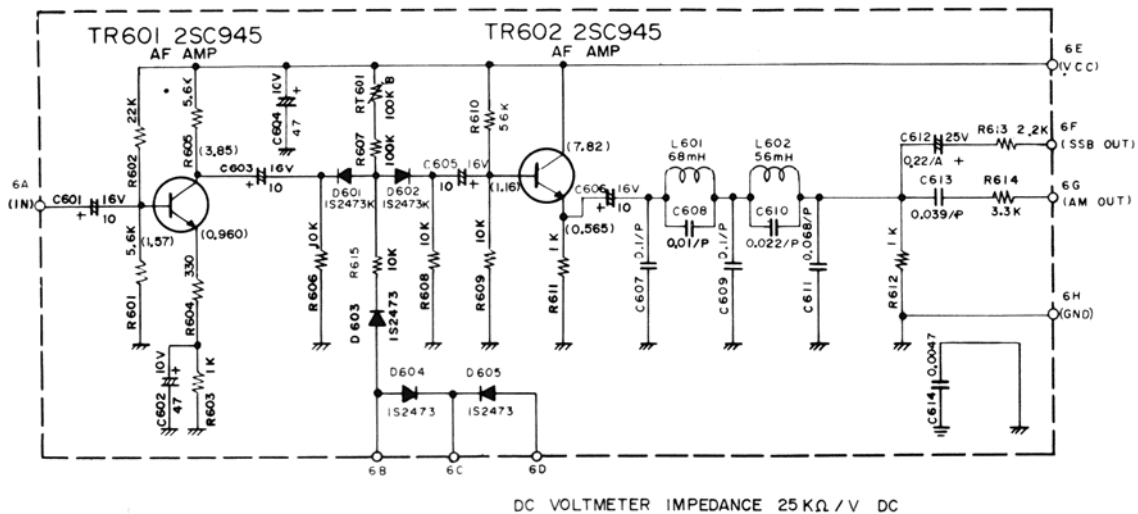 TR601 2SC945
AF AMP
TR602 2SC945
AF AMP
6E
(VCC)
22K
R602
5.6K
R605
(3,85)
10V
+
C604
47
RT601
100K B
R607
100K
R610
56K
(7,82)
L601
68mH
L602
56mH
C612 25V
0.22/A +
R613 2.2K
6F
(SSB OUT)
6A
(IN)
C601 16V
+ 10
C603 16V
+ 10
D601
1S2473K
D602
1S2473K
C605 16V
10
+
(1,16)
C606 16V
+ 10
C608
0.01/P
C610
0.022/P
0.068/P
C611
C613
0.039/P
R614
3.3K
6G
(AM OUT)
(1,57)
(0,960)
(0,565)
5.6K
R601
330
R604
10K
R606
R615
10K
10K
R608
10K
R609
1K
R611
0.1/P
C607
0.1/P
C609
1K
R612
6H
(GND)
D603
1S2473
10V
+
C602
47
1K
R603
D604
1S2473
D605
1S2473
0.0047
C614
6B
6C
6D
DC VOLTMETER IMPEDANCE 25KΩ/V DC